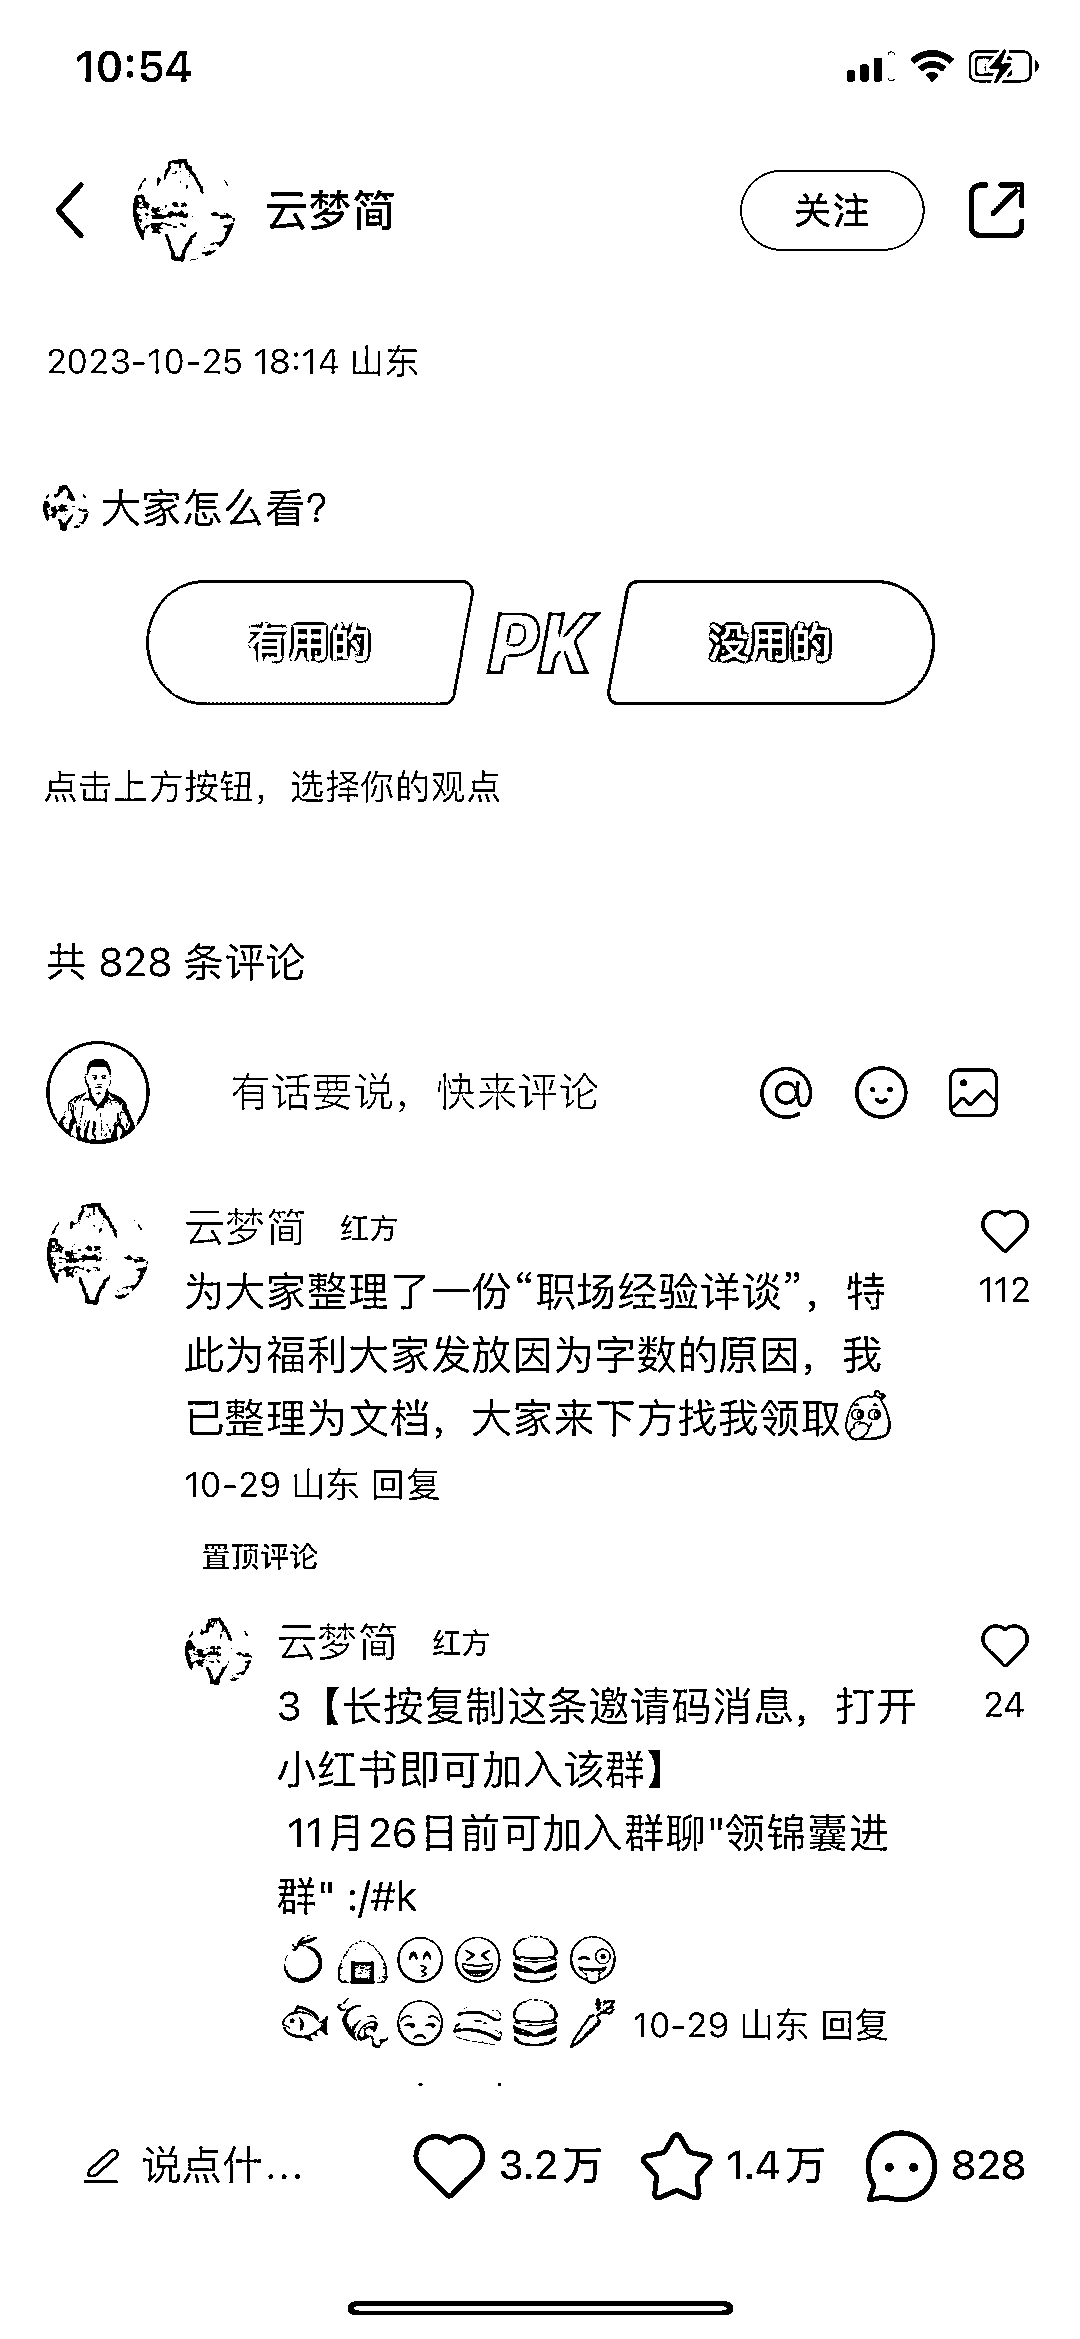 10:54
云梦简
关注
2023-10-25 18:14 山东
大家怎么看？
有用的 PK 没用的
点击上方按钮，选择你的观点
共 828 条评论
有话要说，快来评论
云梦简 红方
为大家整理了一份“职场经验详谈”，特
112
此为福利大家发放因为字数的原因，我
已整理为文档，大家来下方找我领取
10-29 山东 回复
置顶评论
云梦简 红方
3【长按复制这条邀请码消息，打开
24
小红书即可加入该群】
11月26日前可加入群聊"领锦囊进
群" :/#k
10-29 山东 回复
说点什... 3.2万 1.4万 828